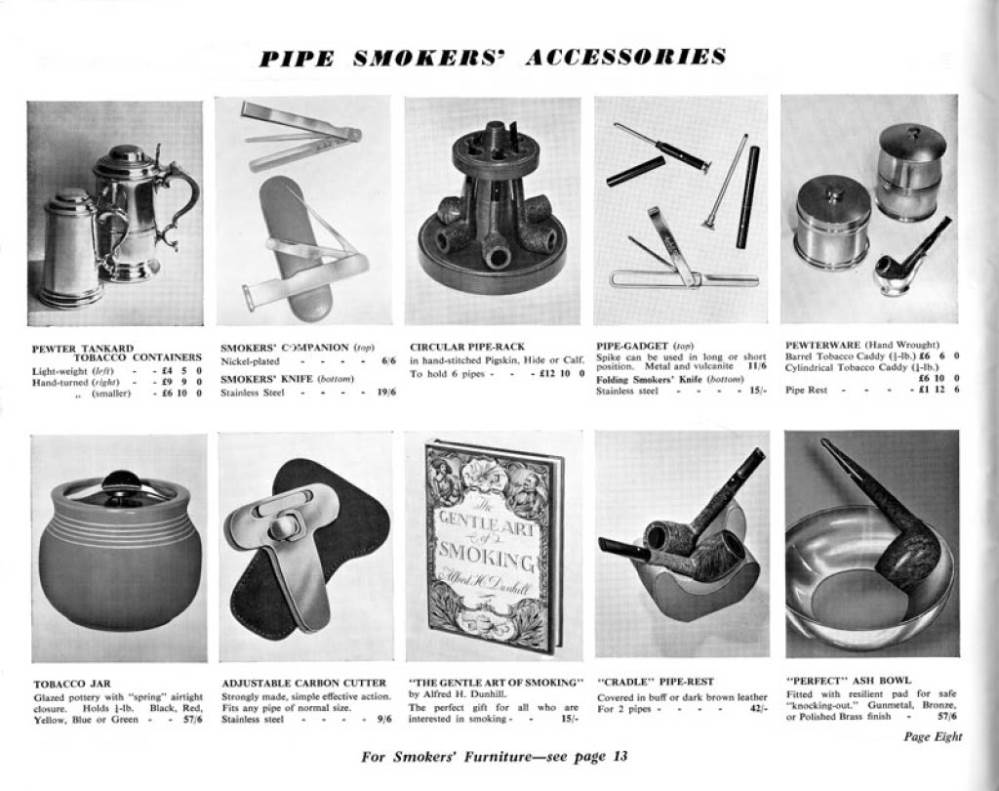 PIPE SMOKERS' ACCESSORIES
PEWTER TANKARD
TOBACCO CONTAINERS
Light-weight (left) - - £4 5 0
Hand-turned (right) - - £9 9 0
„ (smaller) - £6 10 0
SMOKERS' COMPANION (top)
Nickel-plated - - - - 6/6
SMOKERS' KNIFE (bottom)
Stainless Steel - - - - 19/6
CIRCULAR PIPE-RACK
in hand-stitched Pigskin, Hide or Calf.
To hold 6 pipes - - - £12 10 0
PIPE-GADGET (top)
Spike can be used in long or short
position. Metal and vulcanite 11/6
Folding Smokers' Knife (bottom)
Stainless steel - - - - 15/-
PEWTERWARE (Hand Wrought)
Barrel Tobacco Caddy (¼-lb.) £6 6 0
Cylindrical Tobacco Caddy (¼-lb.)
£6 10 0
Pipe Rest - - - - £1 12 6
The
GENTLE ART
of
SMOKING
Alfred H. Dunhill
TOBACCO JAR
Glazed pottery with "spring" airtight
closure. Holds ¼-lb. Black, Red,
Yellow, Blue or Green - - 57/6
ADJUSTABLE CARBON CUTTER
Strongly made, simple effective action.
Fits any pipe of normal size.
Stainless steel - - - - 9/6
"THE GENTLE ART OF SMOKING"
by Alfred H. Dunhill.
The perfect gift for all who are
interested in smoking - - 15/-
"CRADLE" PIPE-REST
Covered in buff or dark brown leather
For 2 pipes - - - - 42/-
"PERFECT" ASH BOWL
Fitted with resilient pad for safe
"knocking-out." Gunmetal, Bronze,
or Polished Brass finish - 57/6
Page Eight
For Smokers' Furniture—see page 13